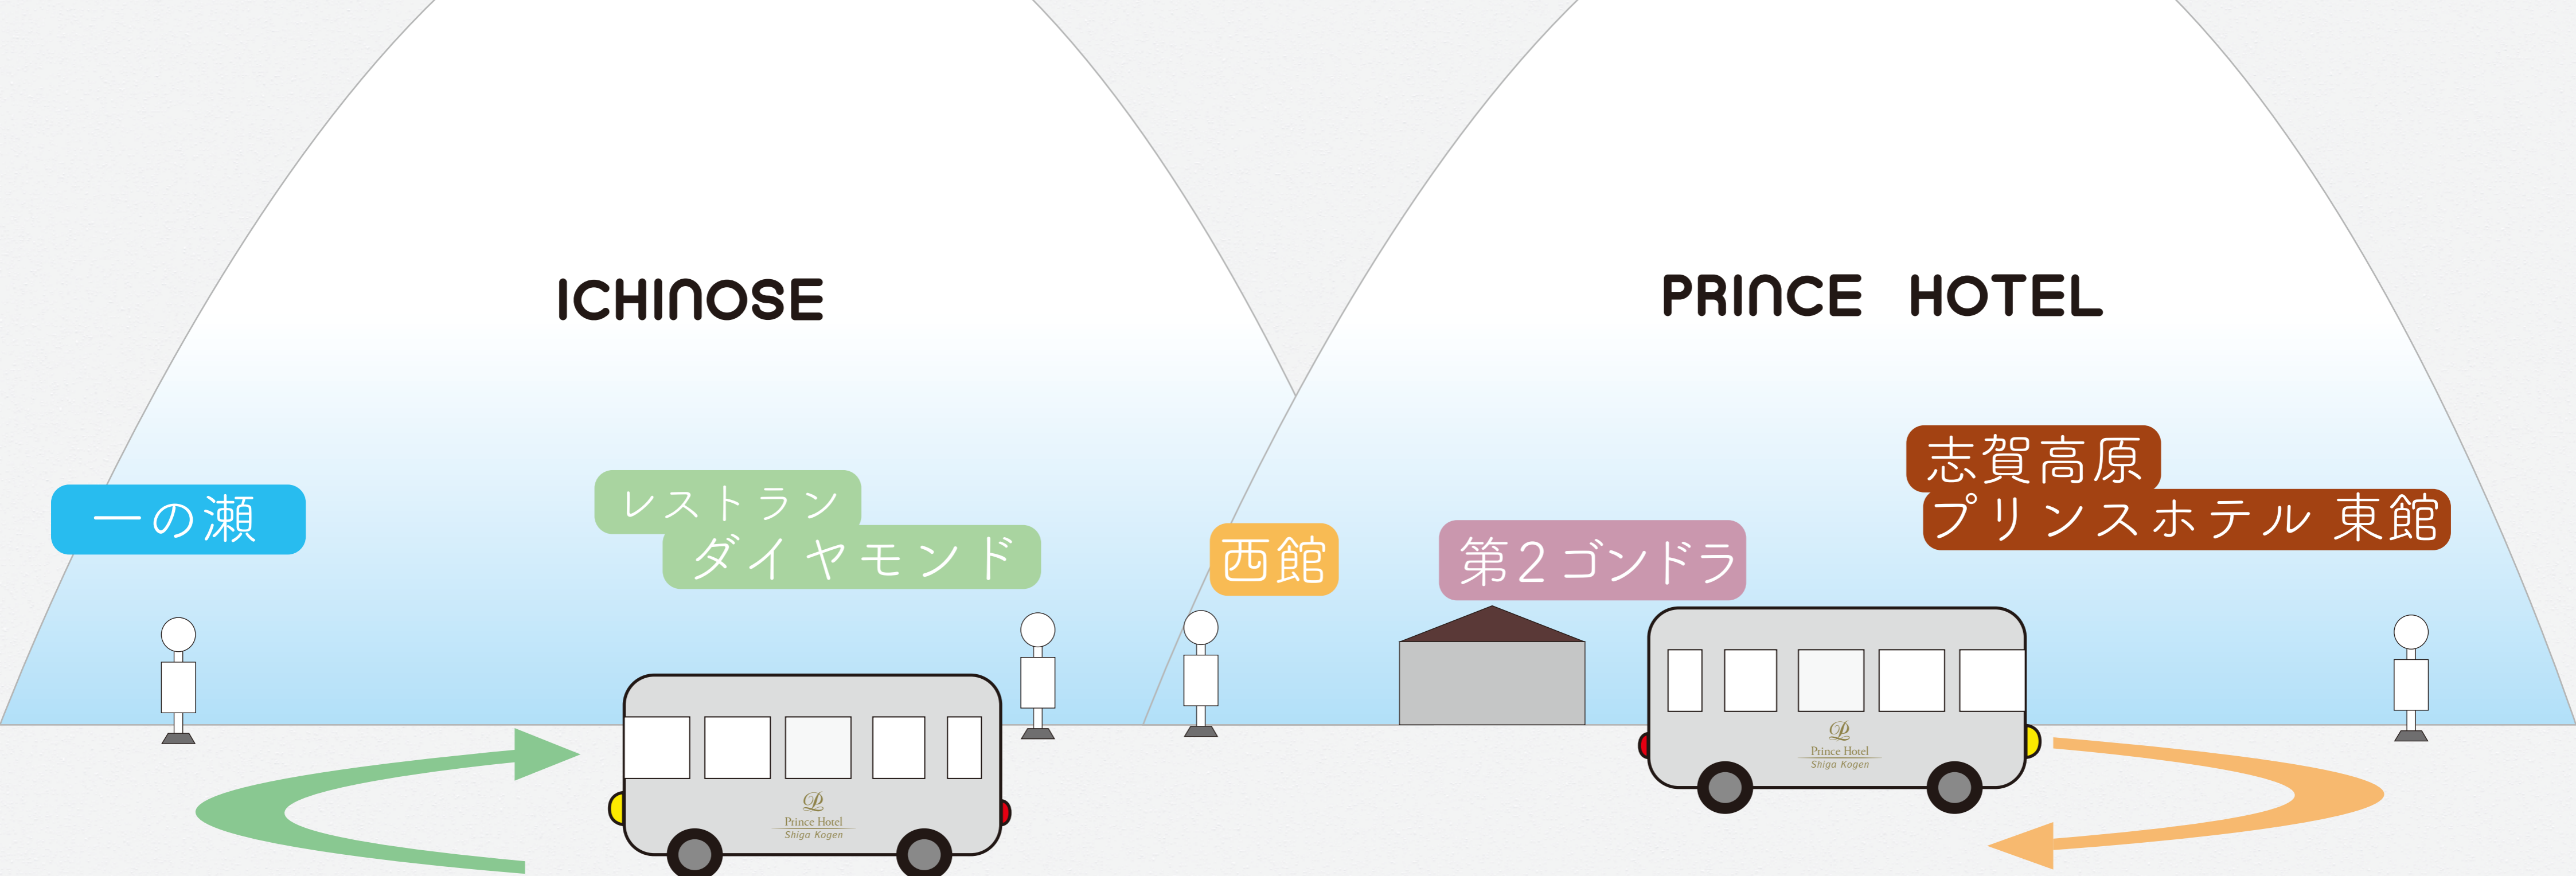 ICHINOSE
PRINCE HOTEL
一の瀬
レストラン
ダイヤモンド
西館
第2ゴンドラ
志賀高原
プリンスホテル 東館
Prince Hotel
Shiga Kogen
Prince Hotel
Shiga Kogen